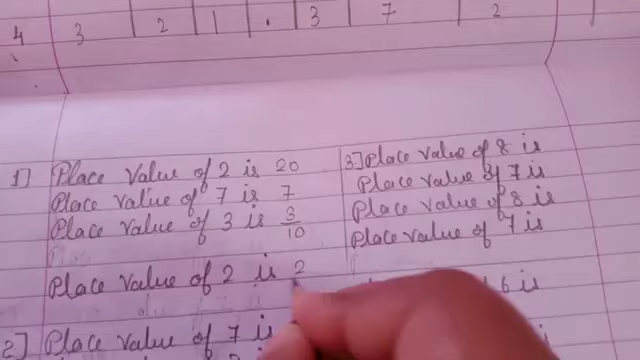 4 3 2 1 . 3 7 2
1] Place Value of 2 is 20
Place value of 7 is 7
Place value of 3 is 3/10
Place value of 2 is 2
2] Place Value of 7 is
3] Place value of 8 is
Place value of 7 is
Place value of 8 is
Place value of 7 is
6 is